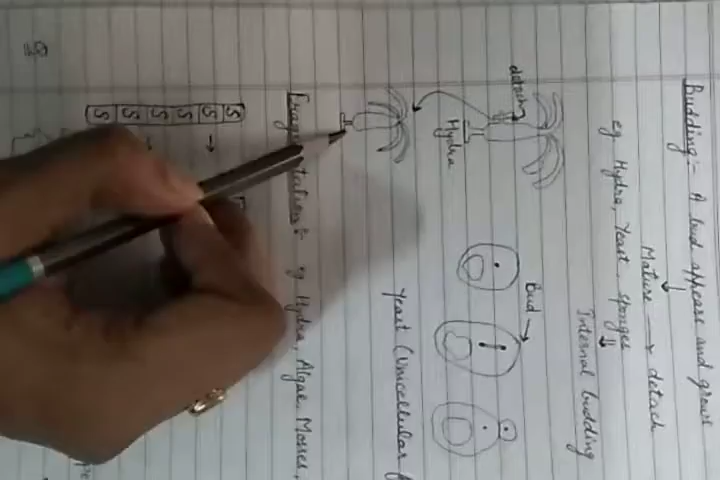 Budding:- A bud appears and grows
Mature → detach
eg Hydra, Yeast, sponges
Internal budding
detach
Bud →
Hydra
Yeast (Unicellular
eg Hydra, Algae, Mosses,
S S S S S S